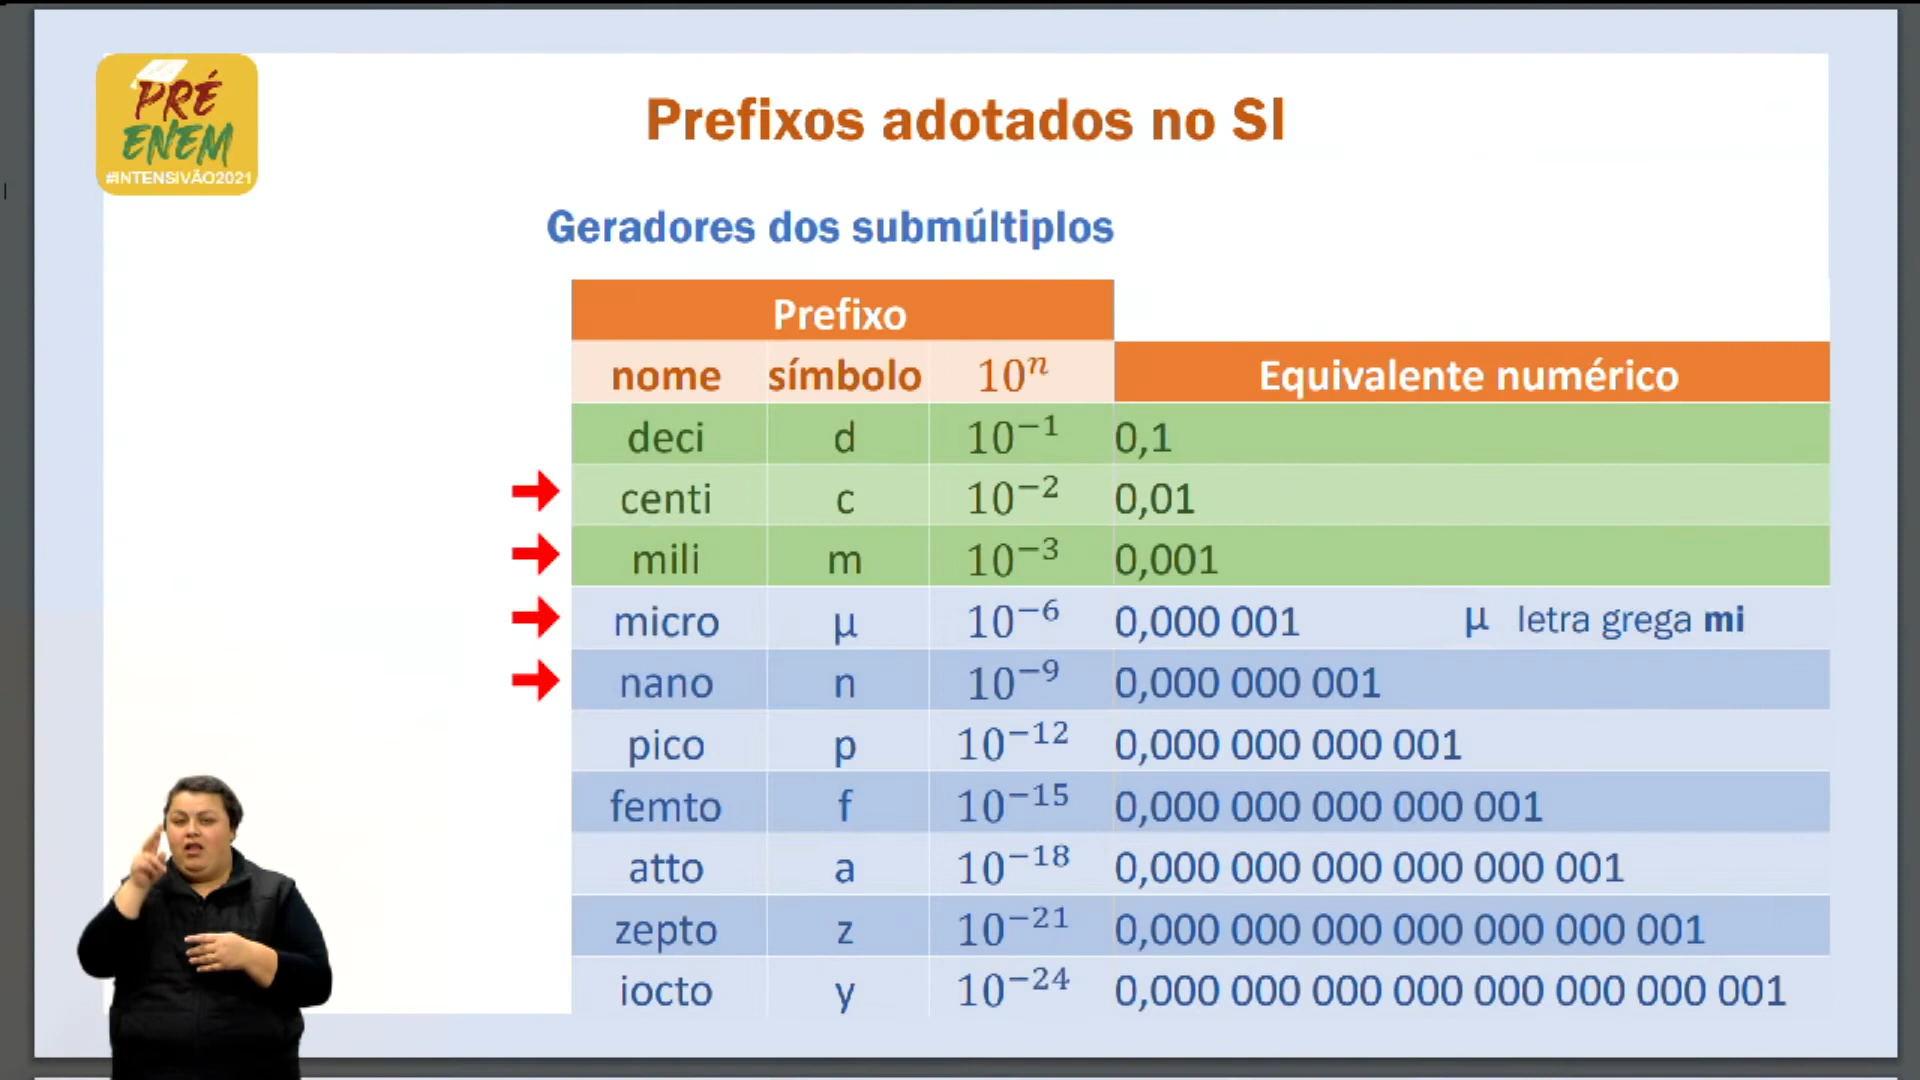 PRÉ
ENEM
#INTENSIVÃO2021
Prefixos adotados no SI
Geradores dos submúltiplos
Prefixo
nome símbolo 10ⁿ Equivalente numérico
deci d 10⁻¹ 0,1
centi c 10⁻² 0,01
mili m 10⁻³ 0,001
micro μ 10⁻⁶ 0,000 001 μ letra grega mi
nano n 10⁻⁹ 0,000 000 001
pico p 10⁻¹² 0,000 000 000 001
femto f 10⁻¹⁵ 0,000 000 000 000 001
atto a 10⁻¹⁸ 0,000 000 000 000 000 001
zepto z 10⁻²¹ 0,000 000 000 000 000 000 001
iocto y 10⁻²⁴ 0,000 000 000 000 000 000 000 001